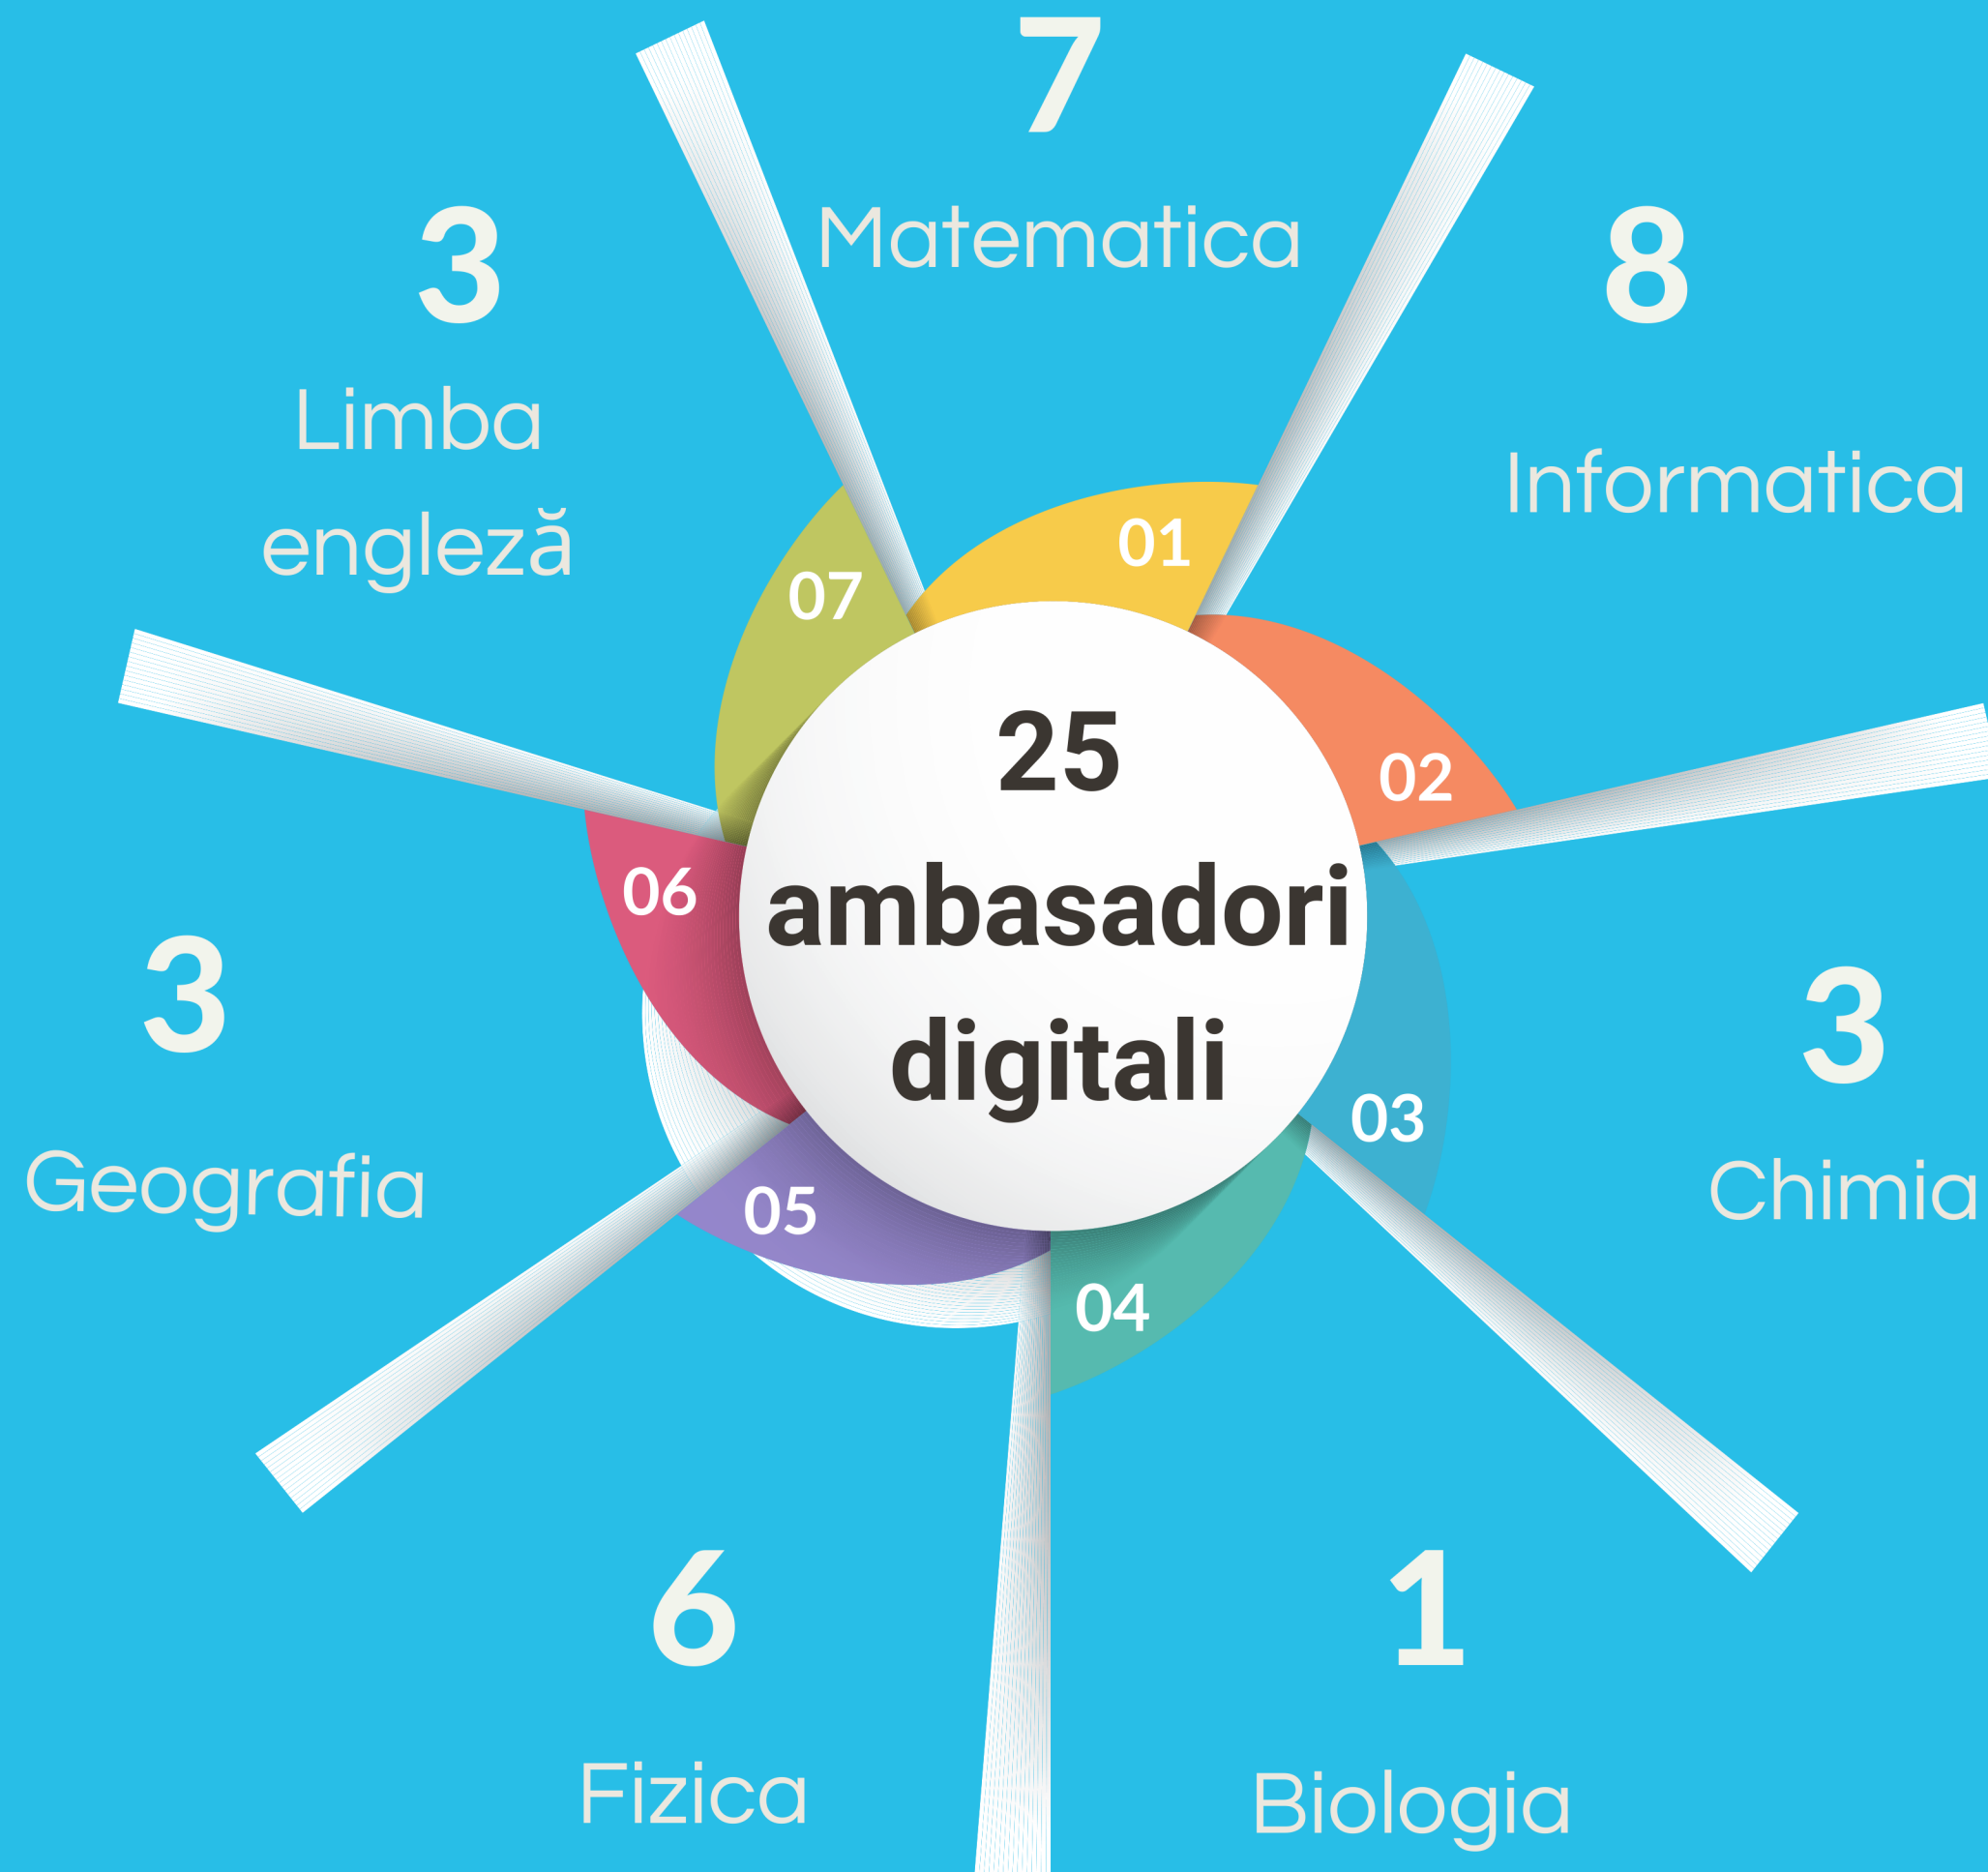 7
Matematica
8
Informatica
3
Chimia
1
Biologia
6
Fizica
3
Geografia
3
Limba
engleză
01
02
03
04
05
06
07
25
ambasadori
digitali